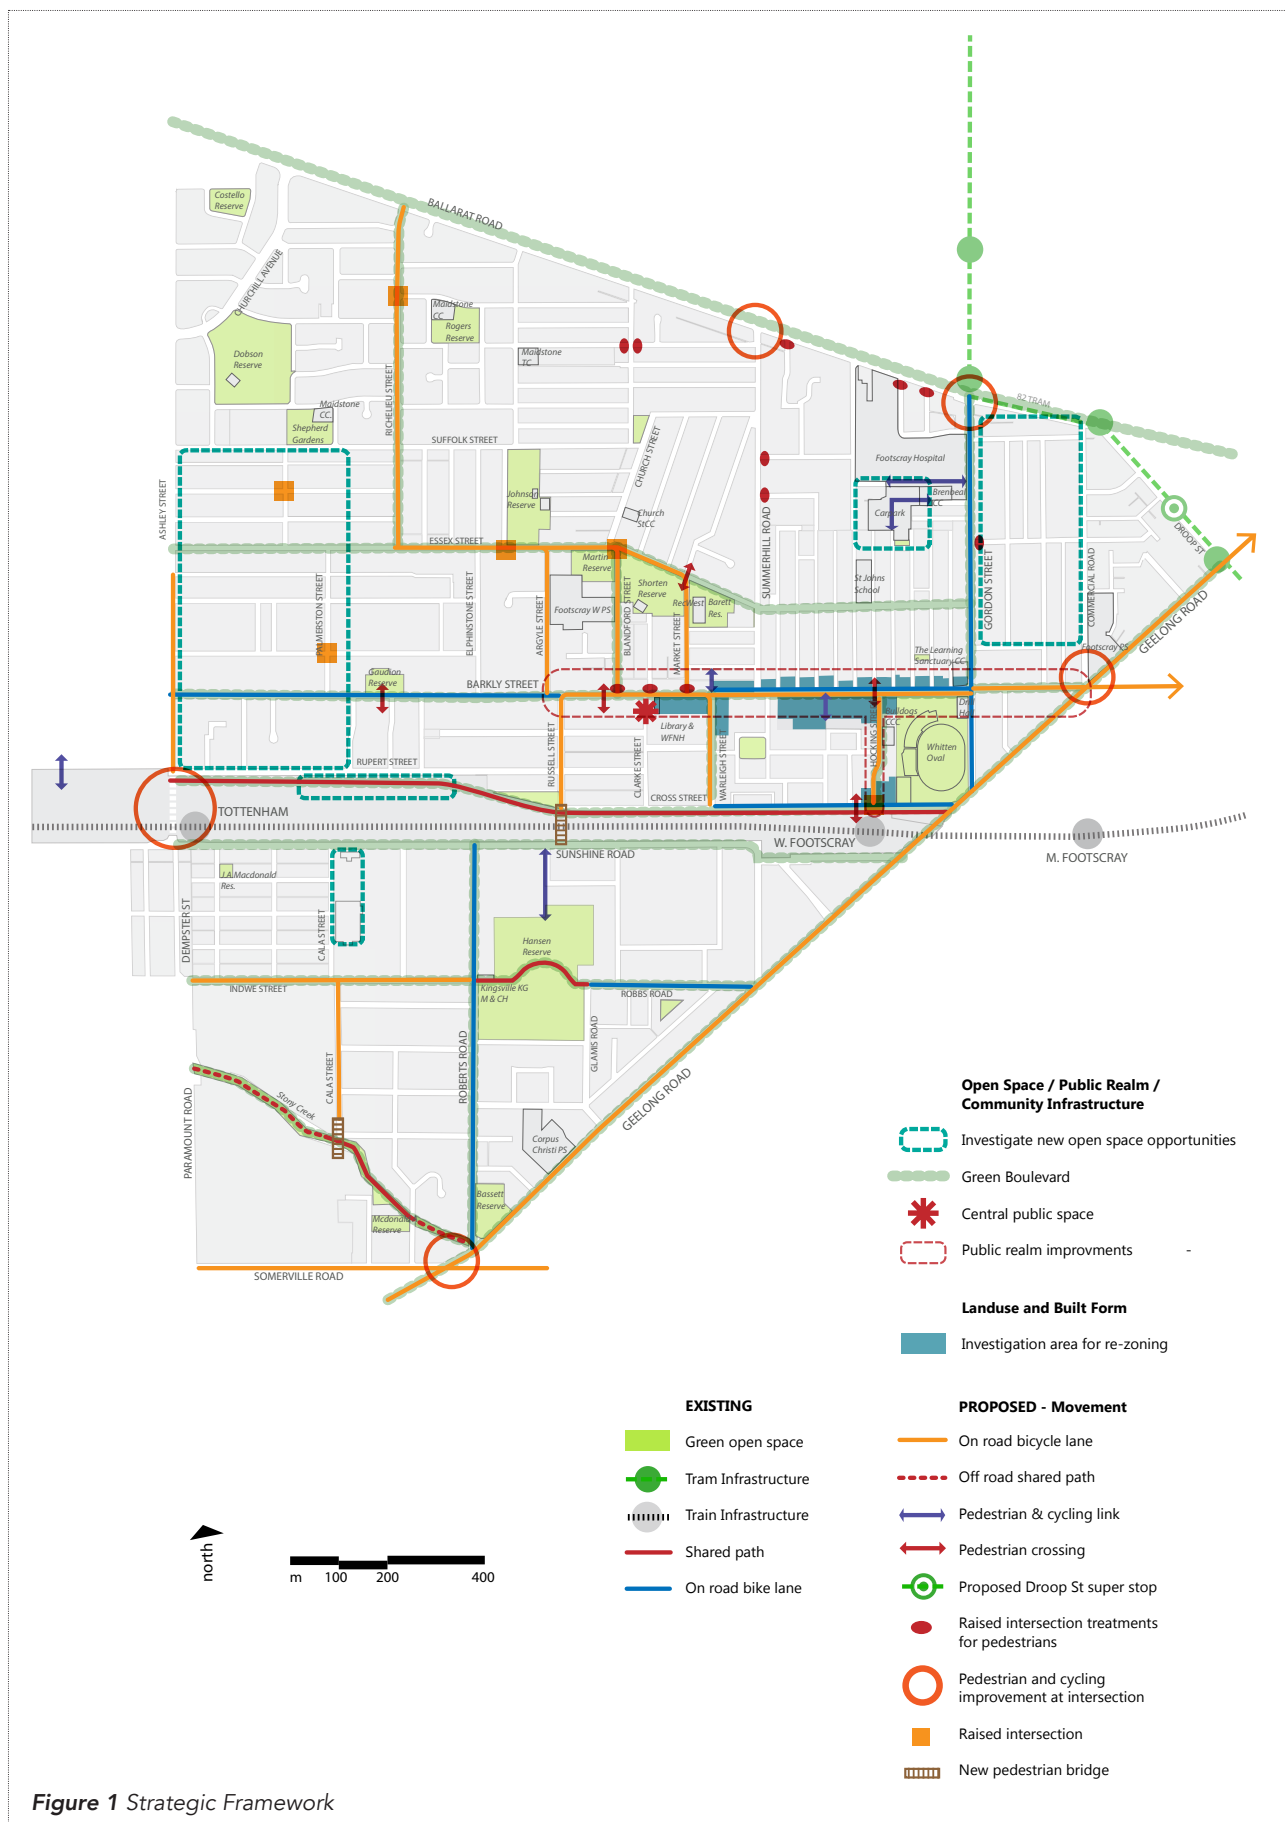 Costello
Reserve
BALLARAT ROAD
CHURCHILL AVENUE
Maidstone
CC
Rogers
Reserve
Dobson
Reserve
Maidstone
TC
RICHELIEU STREET
82 TRAM
Maidstone
CC
Shepherd
Gardens
SUFFOLK STREET
CHURCH STREET
Footscray Hospital
ASHLEY STREET
Johnson
Reserve
Brenbeal
CC
Carpark
Church
StCC
SUMMERHILL ROAD
DROOP ST
ESSEX STREET
Martin
Reserve
GORDON STREET
COMMERCIAL ROAD
Shorten
Reserve
RecWest
Barett
Res.
St Johns
School
PALMERSTON STREET
ELPHINSTONE STREET
ARGYLE STREET
Footscray W PS
BLANDFORD STREET
MARKET STREET
GEELONG ROAD
Footscray PS
The Learning
Sanctuary CC
Gaudion
Reserve
BARKLY STREET
Library &
WFNH
Bulldogs
CCC
Drill
Hall
HOCKING STREET
Whitten
Oval
RUSSELL STREET
CLARKE STREET
WARLEIGH STREET
RUPERT STREET
CROSS STREET
TOTTENHAM
W. FOOTSCRAY
M. FOOTSCRAY
SUNSHINE ROAD
J.A Macdonald
Res.
DEMPSTER ST
CALA STREET
Hansen
Reserve
INDWE STREET
Kingsville KG
M & CH
ROBBS ROAD
GLAMIS ROAD
CALA STREET
ROBERTS ROAD
Stony Creek
PARAMOUNT ROAD
GEELONG ROAD
Corpus
Christi PS
Bassett
Reserve
Mcdonald
Reserve
SOMERVILLE ROAD
Open Space / Public Realm /
Community Infrastructure
Investigate new open space opportunities
Green Boulevard
Central public space
Public realm improvments -
Landuse and Built Form
Investigation area for re-zoning
EXISTING
Green open space
Tram Infrastructure
Train Infrastructure
Shared path
On road bike lane
PROPOSED - Movement
On road bicycle lane
Off road shared path
Pedestrian & cycling link
Pedestrian crossing
Proposed Droop St super stop
Raised intersection treatments
for pedestrians
Pedestrian and cycling
improvement at intersection
Raised intersection
New pedestrian bridge
north
m 100 200 400
Figure 1 Strategic Framework